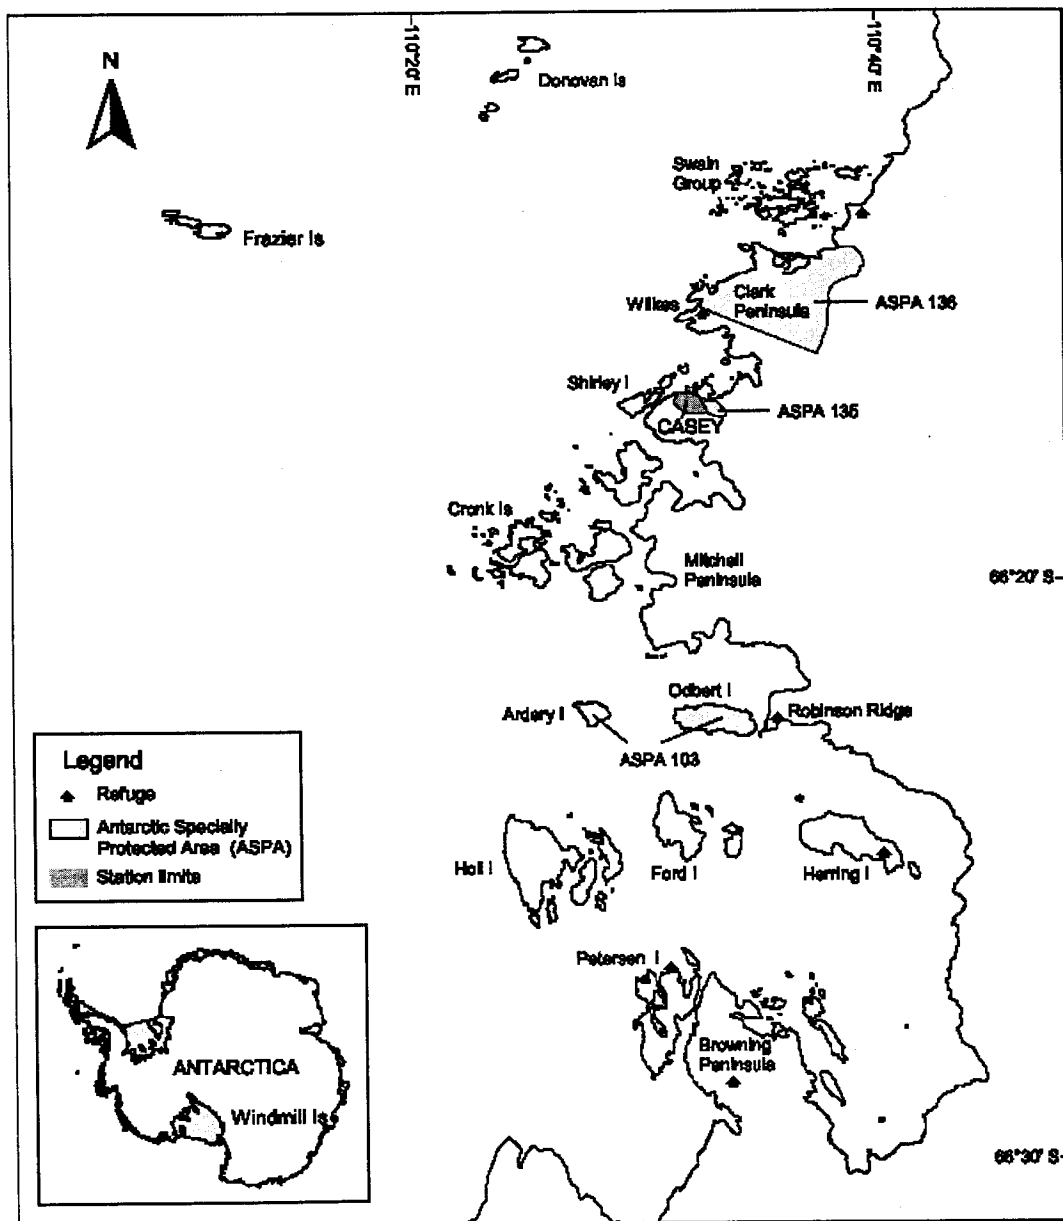 110°20' E
110°40' E
N
Donovan Is
Swain
Group
Frazier Is
Clark
Peninsula
ASPA 136
Wilkes
Shirley I
ASPA 135
CASEY
Cronk Is
Mitchell
Peninsula
66°20' S
Odbert I
Ardery I
Robinson Ridge
ASPA 103
Legend
Refuge
Antarctic Specially
Protected Area (ASPA)
Station limits
Holl I
Ford I
Herring I
Petersen I
Browning
Peninsula
ANTARCTICA
Windmill Is
66°30' S